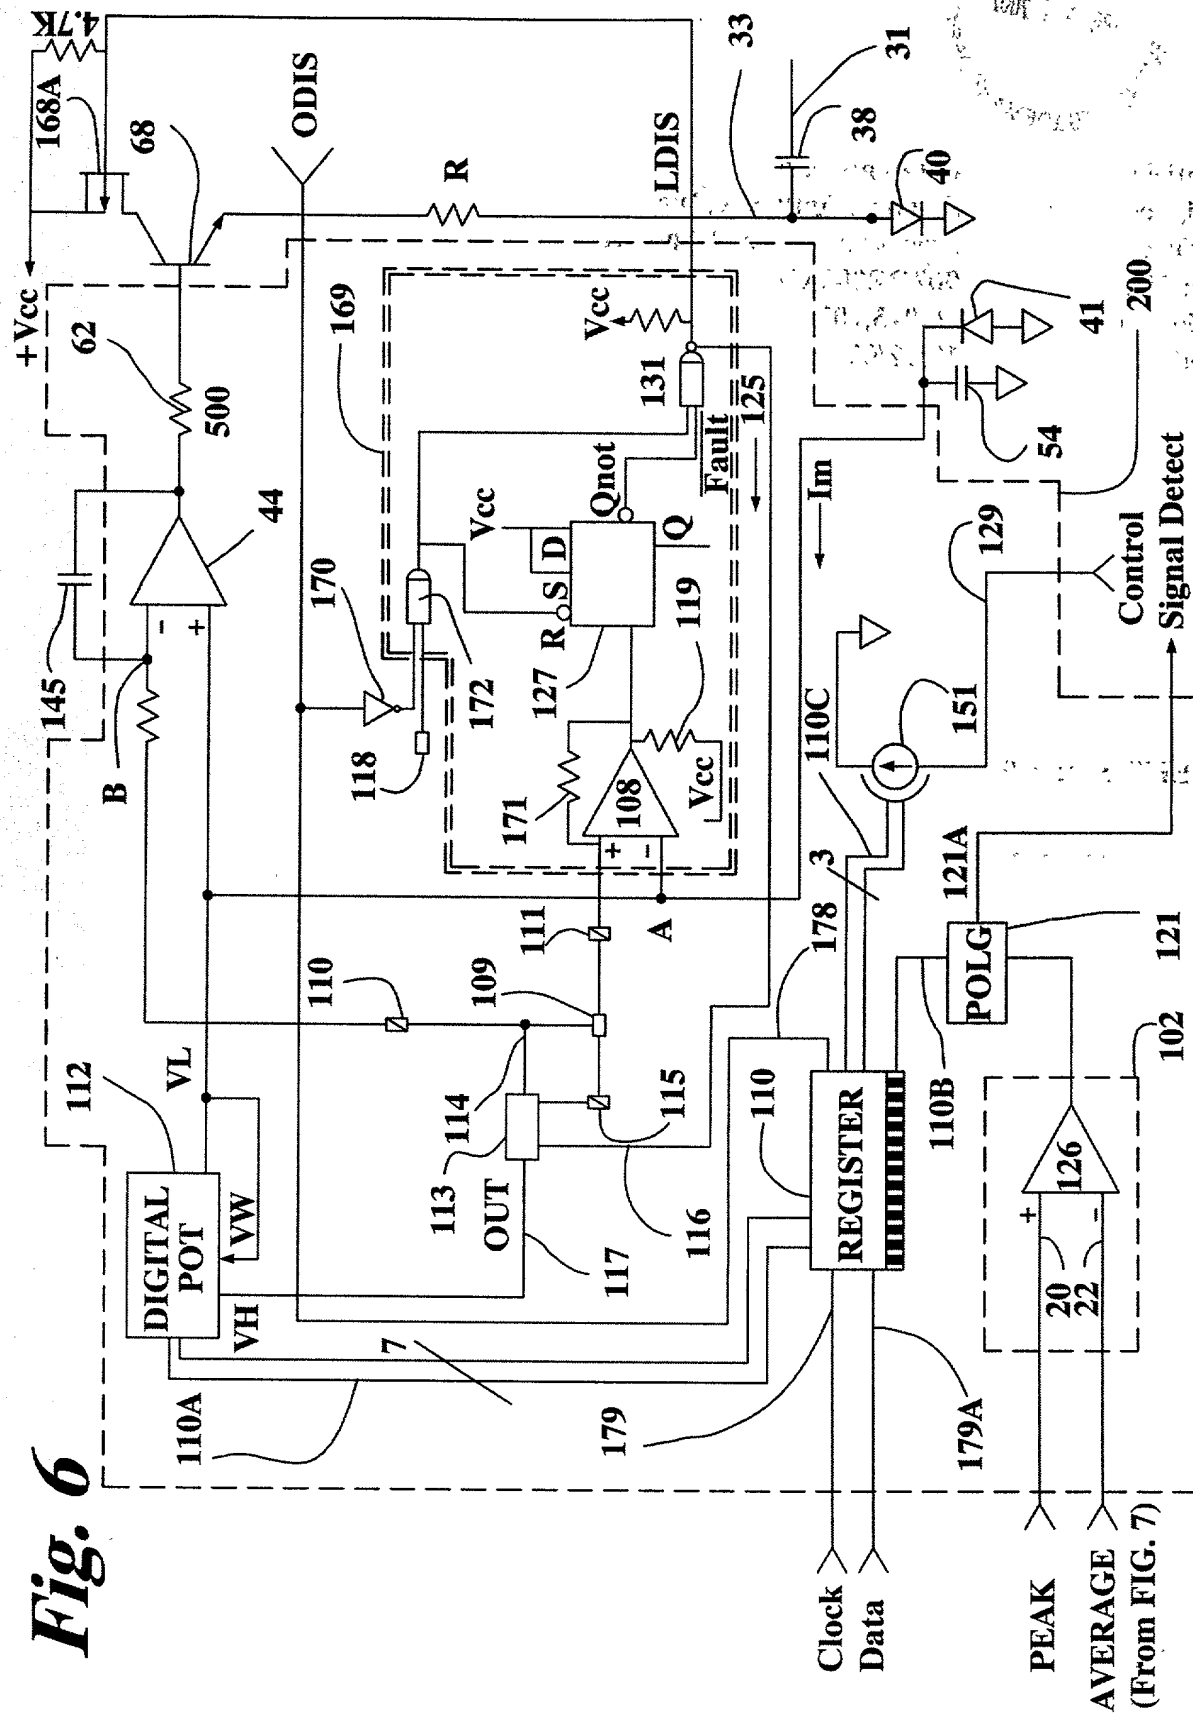 Fig. 6
4.7K
168A
+Vcc
68
ODIS
R
LDIS
33
31
38
40
62
500
169
Vcc
131
125
Fault
41
200
54
145
44
B
-
+
170
172
118
Vcc
D
S
R
Qnot
Q
127
119
171
108
+
-
Vcc
Im
129
Control
Signal Detect
151
110C
3
110
111
109
A
178
121A
POLG
121
112
VL
DIGITAL
POT
VW
VH
114
113
115
OUT
116
117
110
REGISTER
110B
102
126
+
-
20
22
7
110A
179
179A
Clock
Data
PEAK
AVERAGE
(From FIG. 7)